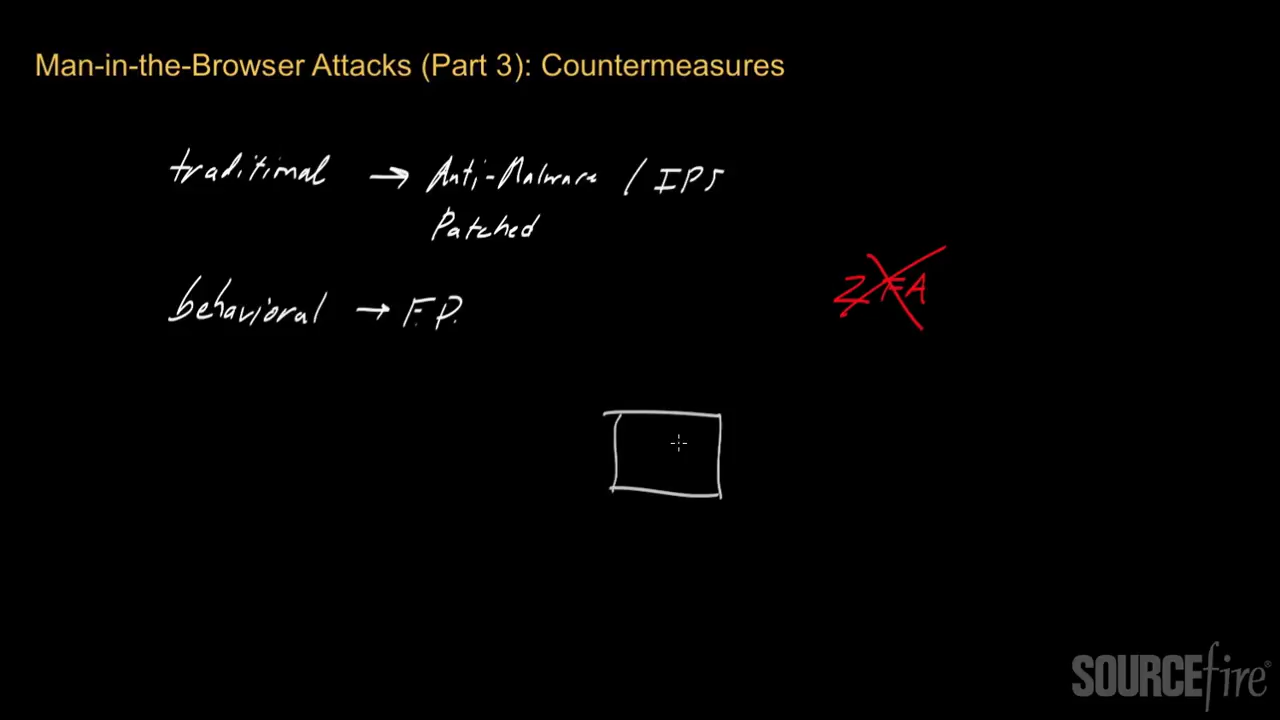 Man-in-the-Browser Attacks (Part 3): Countermeasures
traditional → Anti-Malware / IPS
Patched
2FA
behavioral → F.P.
SOURCEfire®